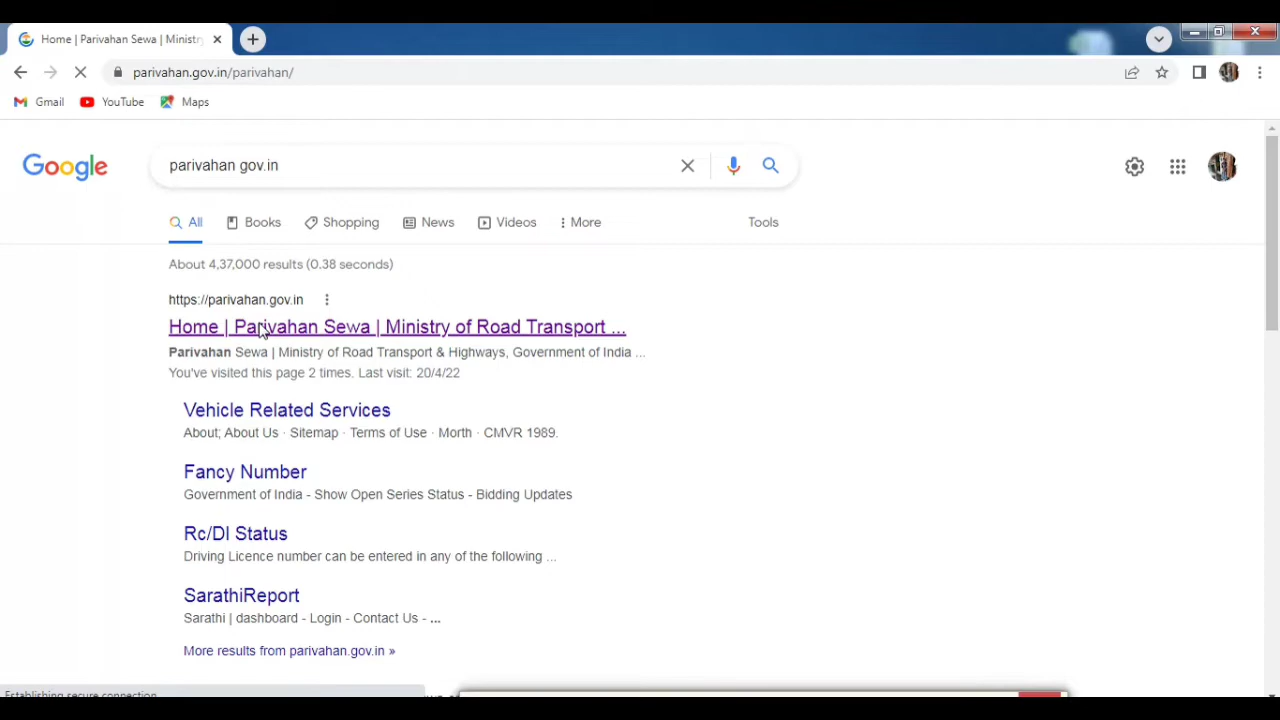 Home | Parivahan Sewa | Ministr
parivahan.gov.in/parivahan/
Gmail YouTube Maps
Google parivahan gov.in
All Books Shopping News Videos More Tools
About 4,37,000 results (0.38 seconds)
https://parivahan.gov.in
Home | Parivahan Sewa | Ministry of Road Transport ...
Parivahan Sewa | Ministry of Road Transport & Highways, Government of India ...
You've visited this page 2 times. Last visit: 20/4/22
Vehicle Related Services
About; About Us · Sitemap · Terms of Use · Morth · CMVR 1989.
Fancy Number
Government of India - Show Open Series Status - Bidding Updates
Rc/Dl Status
Driving Licence number can be entered in any of the following ...
SarathiReport
Sarathi | dashboard - Login - Contact Us - ...
More results from parivahan.gov.in »
Establishing secure connection